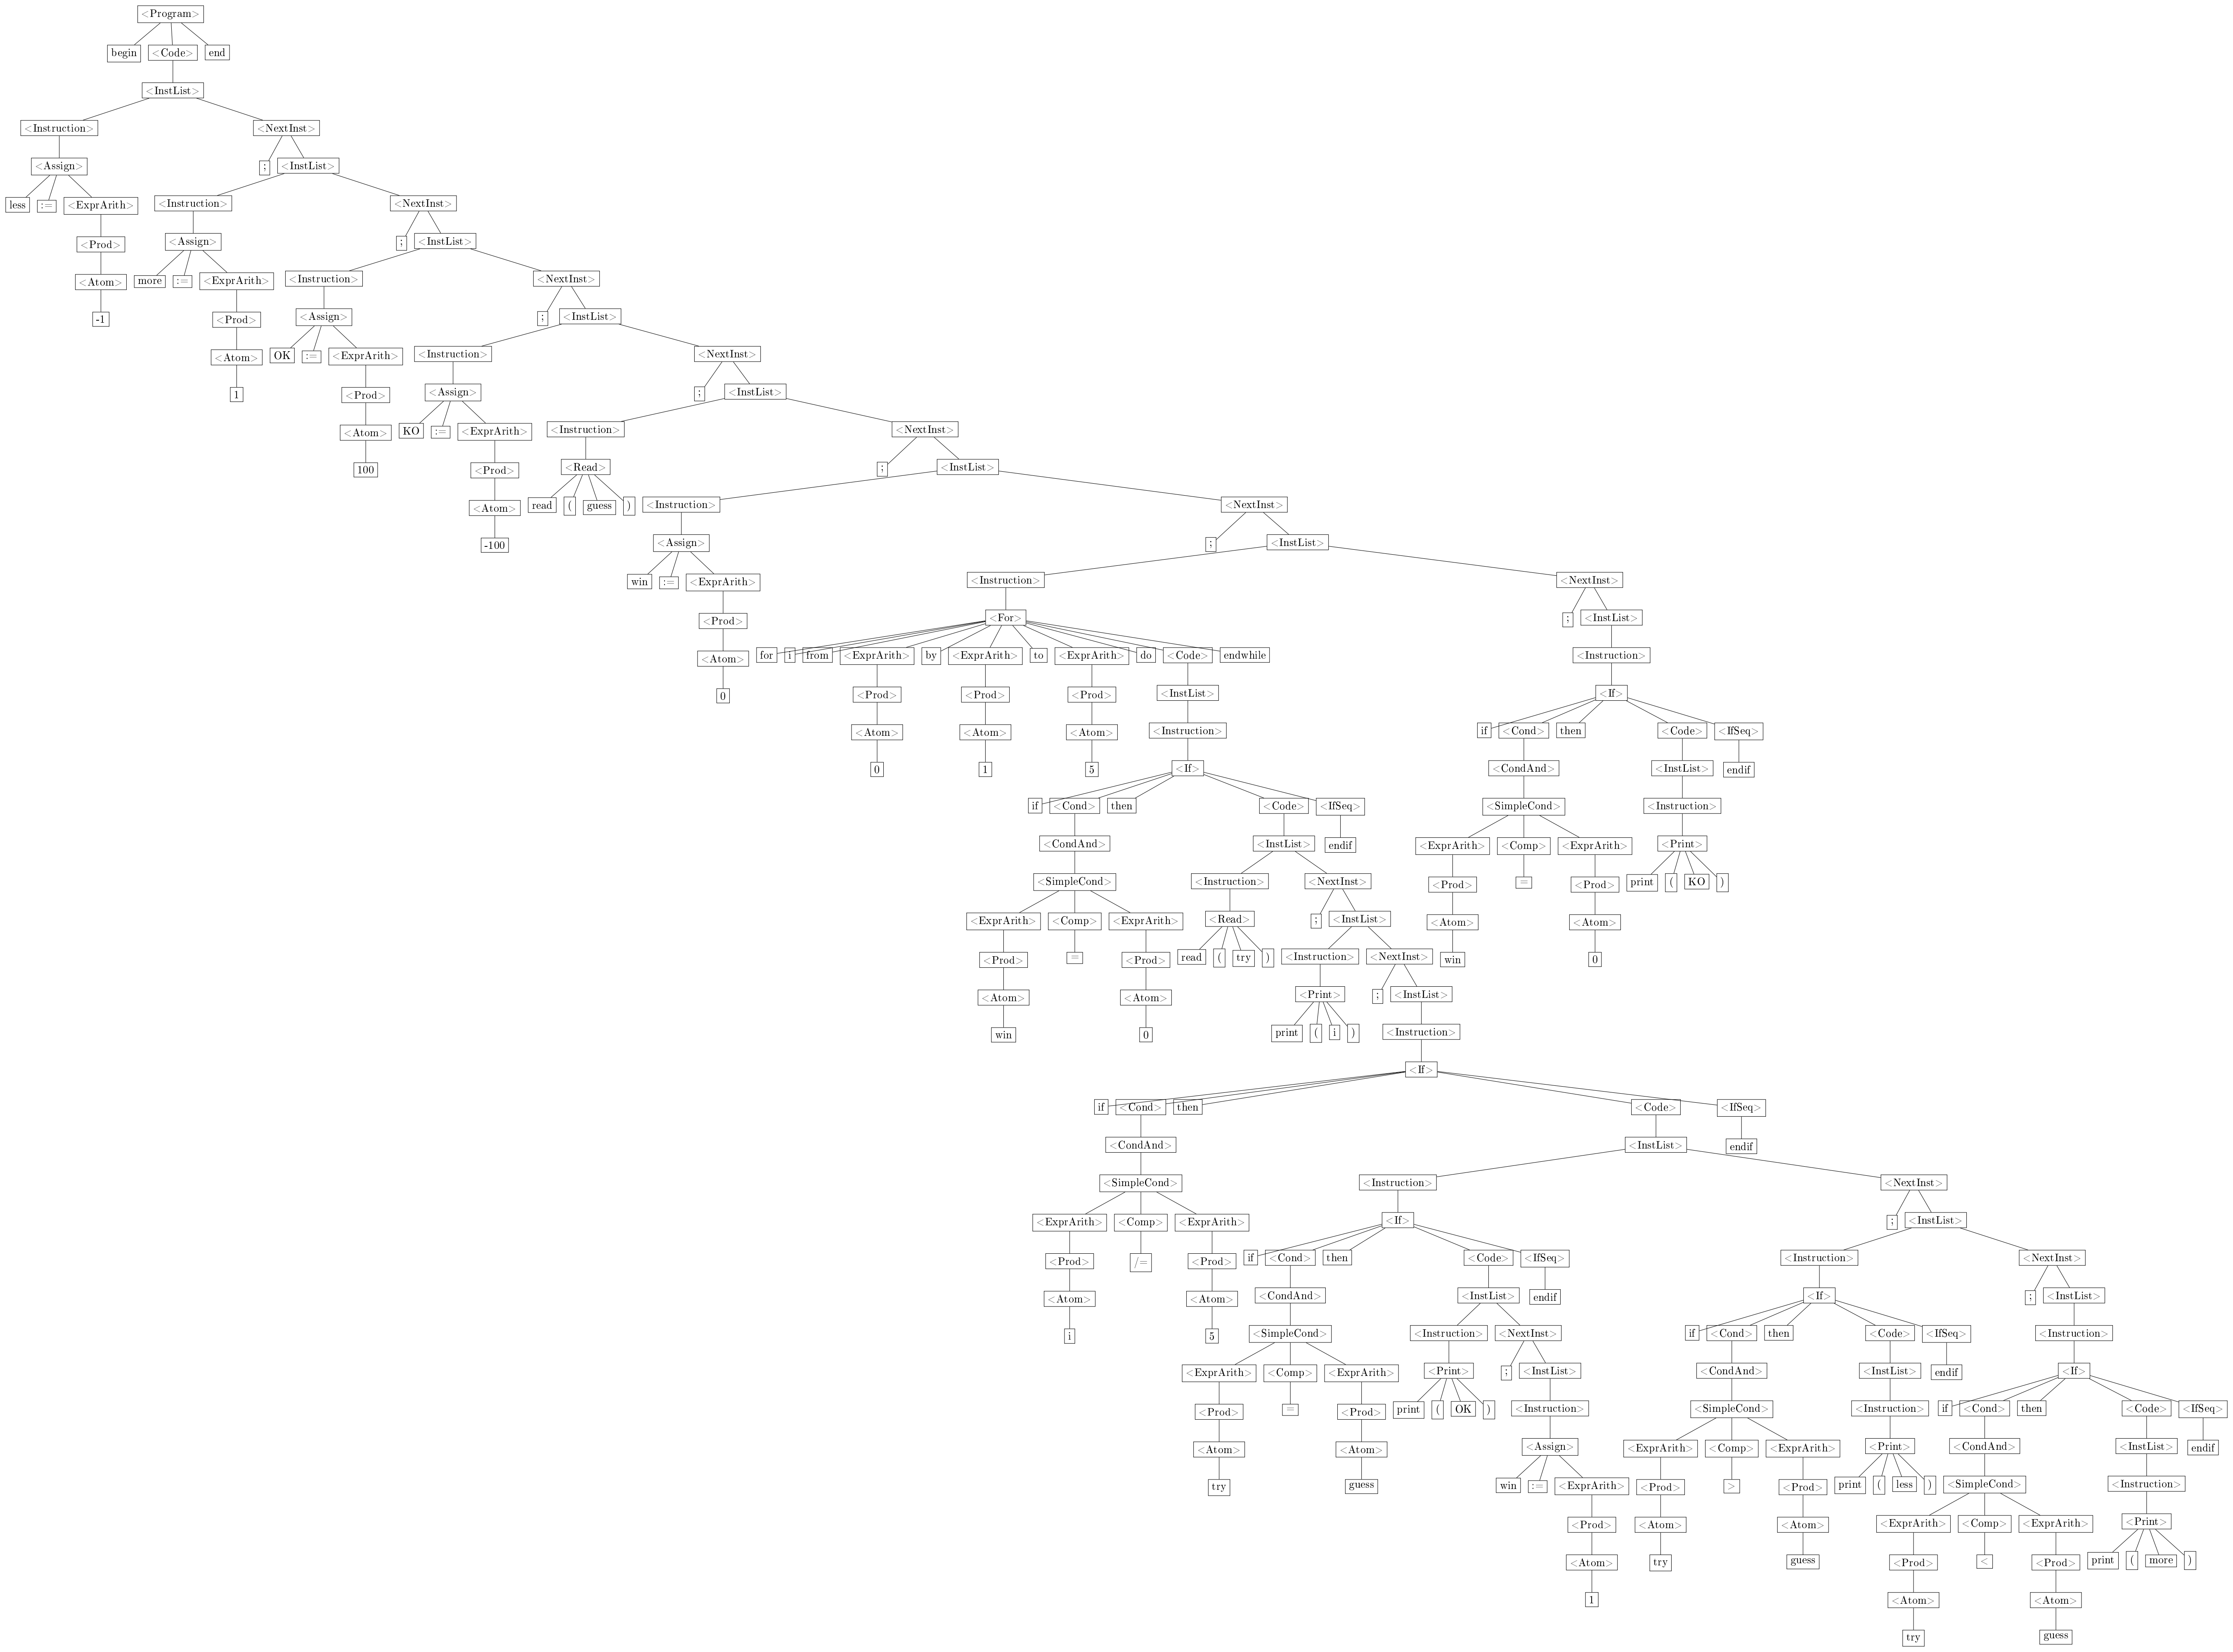 <Program>
begin <Code> end
<InstList>
<Instruction> <NextInst>
<Assign> ; <InstList>
less := <ExprArith> <Instruction> <NextInst>
<Prod> <Assign> ; <InstList>
<Atom> more := <ExprArith> <Instruction> <NextInst>
-1 <Prod> <Assign> ; <InstList>
<Atom> OK := <ExprArith> <Instruction> <NextInst>
1 <Prod> <Assign> ; <InstList>
<Atom> KO := <ExprArith> <Instruction> <NextInst>
100 <Prod> <Read> ; <InstList>
<Atom> read ( guess ) <Instruction> <NextInst>
-100 <Assign> ; <InstList>
win := <ExprArith> <Instruction> <NextInst>
<Prod> <For> ; <InstList>
<Atom> for i from <ExprArith> by <ExprArith> to <ExprArith> do <Code> endwhile <Instruction>
0 <Prod> <Prod> <Prod> <InstList> <If>
<Atom> <Atom> <Atom> <Instruction> if <Cond> then <Code> <IfSeq>
0 1 5 <If> <CondAnd> <InstList> endif
if <Cond> then <Code> <IfSeq> <SimpleCond> <Instruction>
<CondAnd> <InstList> endif <ExprArith> <Comp> <ExprArith> <Print>
<SimpleCond> <Instruction> <NextInst> <Prod> = <Prod> print ( KO )
<ExprArith> <Comp> <ExprArith> <Read> ; <InstList> <Atom> <Atom>
<Prod> = <Prod> read ( try ) <Instruction> <NextInst> win 0
<Atom> <Atom> <Print> ; <InstList>
win 0 print ( i ) <Instruction>
<If>
if <Cond> then <Code> <IfSeq>
<CondAnd> <InstList> endif
<SimpleCond> <Instruction> <NextInst>
<ExprArith> <Comp> <ExprArith> <If> ; <InstList>
<Prod> /= <Prod> if <Cond> then <Code> <IfSeq> <Instruction> <NextInst>
<Atom> <Atom> <CondAnd> <InstList> endif <If> ; <InstList>
i 5 <SimpleCond> <Instruction> <NextInst> if <Cond> then <Code> <IfSeq> <Instruction>
<ExprArith> <Comp> <ExprArith> <Print> ; <InstList> <CondAnd> <InstList> endif <If>
<Prod> = <Prod> print ( OK ) <Instruction> <SimpleCond> <Instruction> if <Cond> then <Code> <IfSeq>
<Atom> <Atom> <Assign> <ExprArith> <Comp> <ExprArith> <Print> <CondAnd> <InstList> endif
try guess win := <ExprArith> <Prod> > <Prod> print ( less ) <SimpleCond> <Instruction>
<Prod> <Atom> <Atom> <ExprArith> <Comp> <ExprArith> <Print>
<Atom> try guess <Prod> < <Prod> print ( more )
1 <Atom> <Atom>
try guess